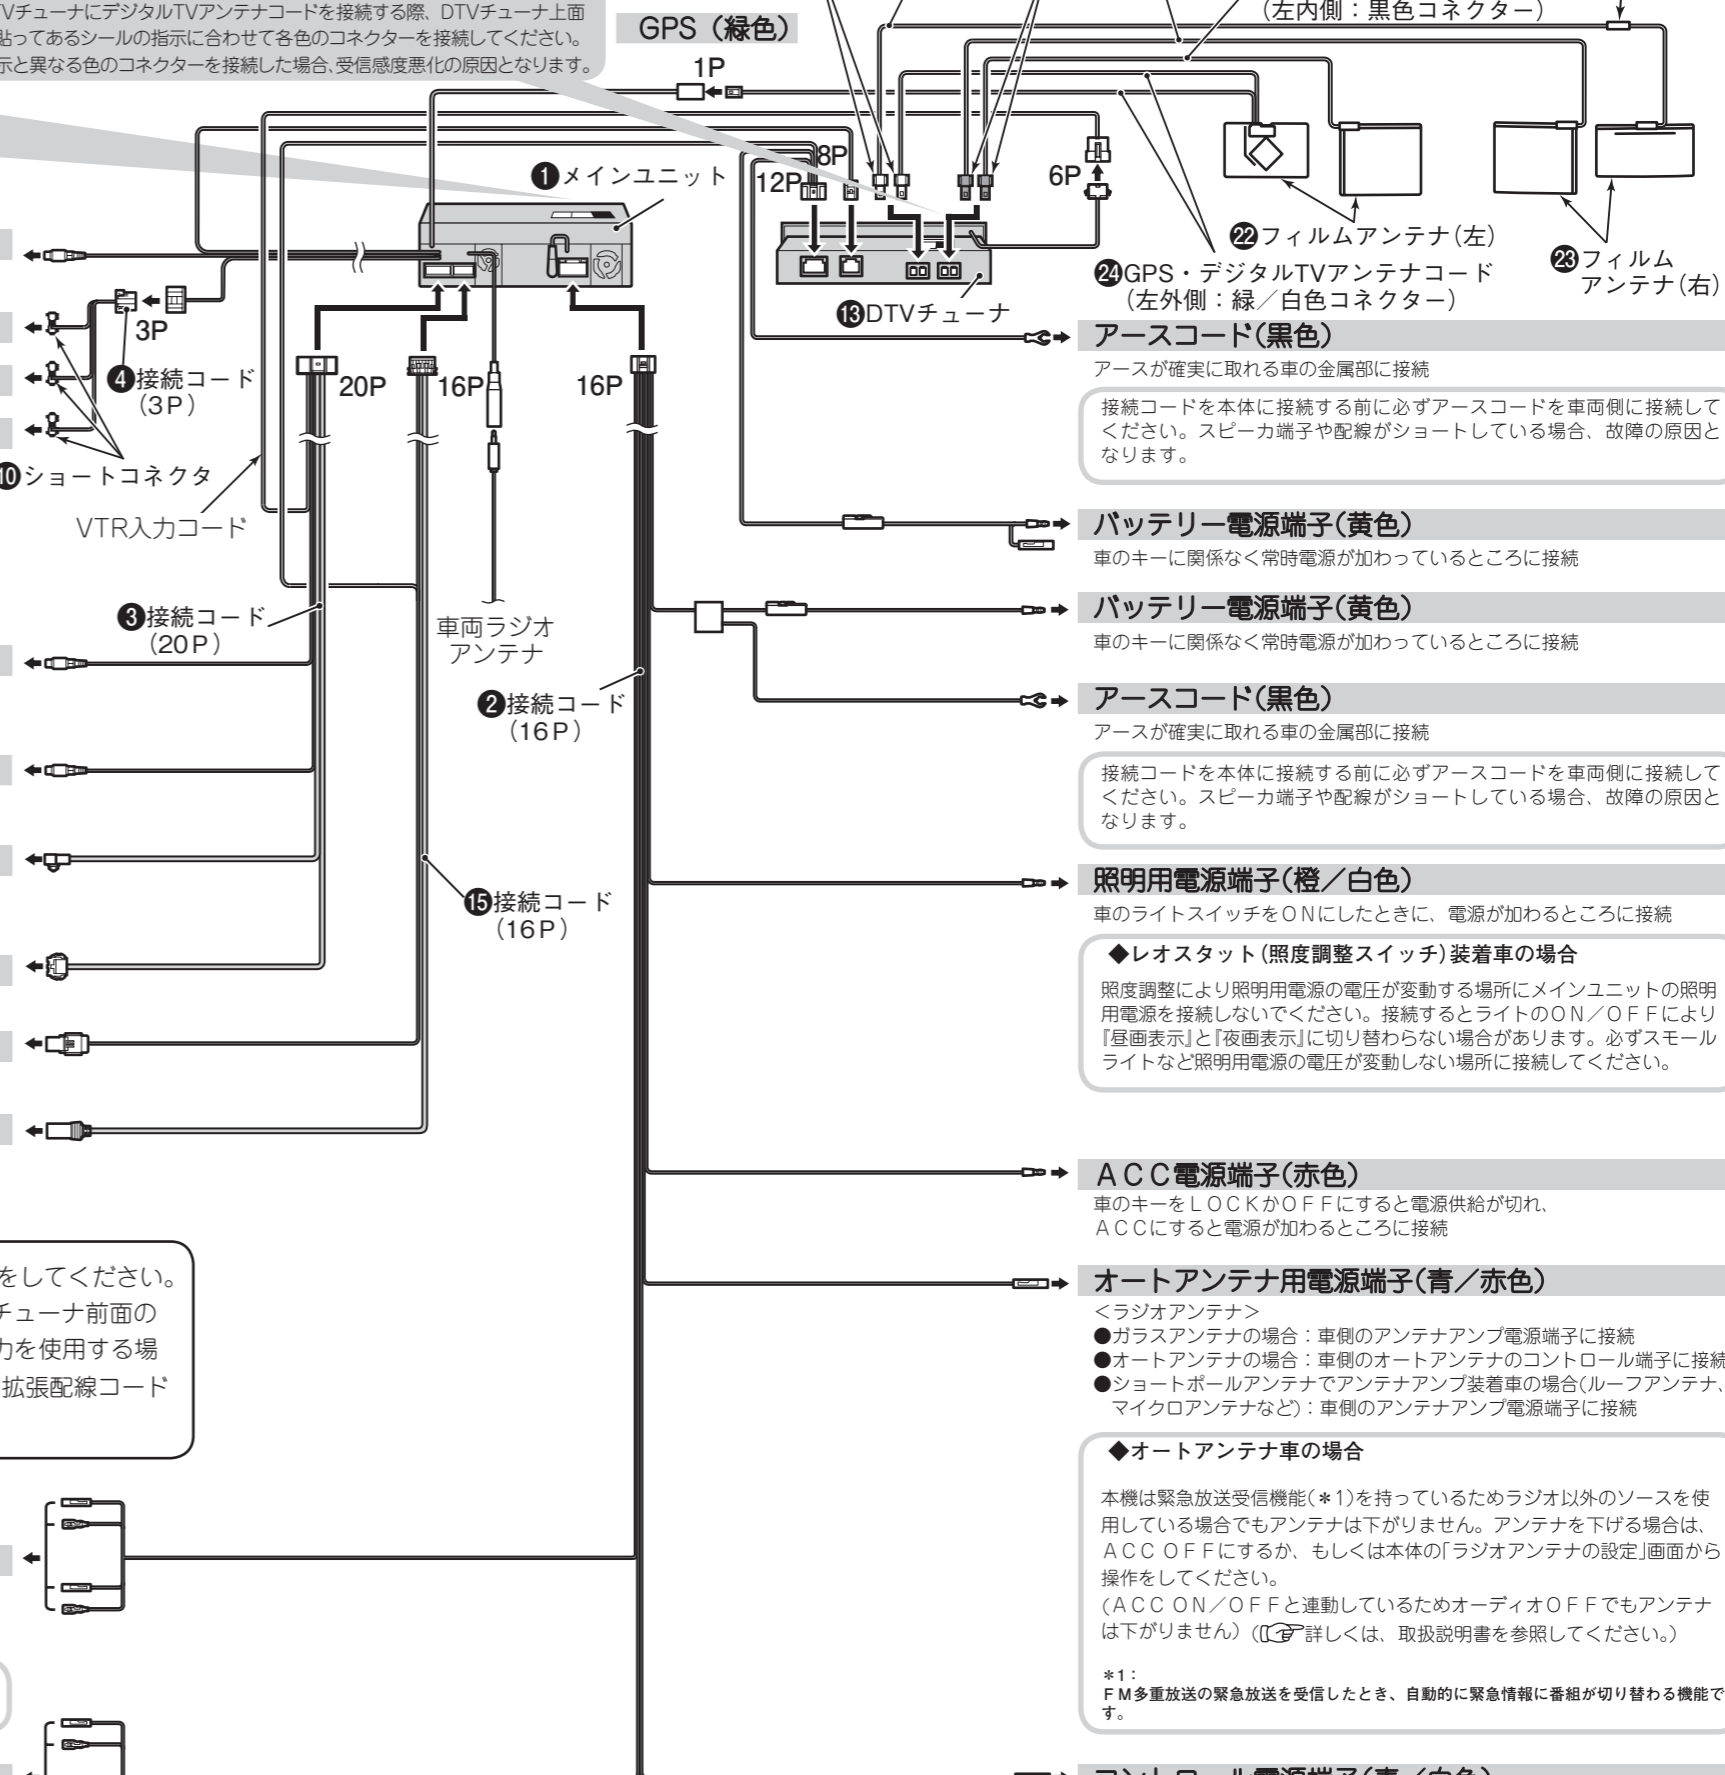 TVチューナにデジタルTVアンテナコードを接続する際、DTVチューナ上面
貼ってあるシールの指示に合わせて各色のコネクターを接続してください。
示と異なる色のコネクターを接続した場合、受信感度悪化の原因となります。
GPS（緑色）
（左内側：黒色コネクター）
1P
8P
12P
6P
❶メインユニット
⓭DTVチューナ
㉒フィルムアンテナ（左）
㉓フィルム
アンテナ（右）
㉔GPS・デジタルTVアンテナコード
（左外側：緑／白色コネクター）
3P
❹接続コード
（3P）
20P
16P
16P
❿ショートコネクタ
VTR入力コード
❸接続コード
（20P）
車両ラジオ
アンテナ
❷接続コード
（16P）
⓯接続コード
（16P）
アースコード(黒色)
アースが確実に取れる車の金属部に接続
接続コードを本体に接続する前に必ずアースコードを車両側に接続して
ください。スピーカ端子や配線がショートしている場合、故障の原因と
なります。
バッテリー電源端子(黄色)
車のキーに関係なく常時電源が加わっているところに接続
バッテリー電源端子(黄色)
車のキーに関係なく常時電源が加わっているところに接続
アースコード(黒色)
アースが確実に取れる車の金属部に接続
接続コードを本体に接続する前に必ずアースコードを車両側に接続して
ください。スピーカ端子や配線がショートしている場合、故障の原因と
なります。
照明用電源端子(橙／白色)
車のライトスイッチをＯＮにしたときに、電源が加わるところに接続
◆レオスタット(照度調整スイッチ)装着車の場合
照度調整により照明用電源の電圧が変動する場所にメインユニットの照明
用電源を接続しないでください。接続するとライトのＯＮ／ＯＦＦにより
『昼画表示』と『夜画表示』に切り替わらない場合があります。必ずスモール
ライトなど照明用電源の電圧が変動しない場所に接続してください。
ＡＣＣ電源端子(赤色)
車のキーをＬＯＣＫかＯＦＦにすると電源供給が切れ、
ＡＣＣにすると電源が加わるところに接続
オートアンテナ用電源端子(青／赤色)
＜ラジオアンテナ＞
●ガラスアンテナの場合：車側のアンテナアンプ電源端子に接続
●オートアンテナの場合：車側のオートアンテナのコントロール端子に接続
●ショートポールアンテナでアンテナアンプ装着車の場合(ルーフアンテナ、
マイクロアンテナなど)：車側のアンテナアンプ電源端子に接続
◆オートアンテナ車の場合
本機は緊急放送受信機能(＊1)を持っているためラジオ以外のソースを使
用している場合でもアンテナは下がりません。アンテナを下げる場合は、
ＡＣＣ ＯＦＦにするか、もしくは本体の「ラジオアンテナの設定」画面から
操作をしてください。
(ＡＣＣ ＯＮ／ＯＦＦと連動しているためオーディオＯＦＦでもアンテナ
は下がりません) (☞詳しくは、取扱説明書を参照してください。)
＊1：
ＦＭ多重放送の緊急放送を受信したとき、自動的に緊急情報に番組が切り替わる機能で
す。
コントロール電源端子(青／白色)
をしてください。
チューナ前面の
力を使用する場
拡張配線コード